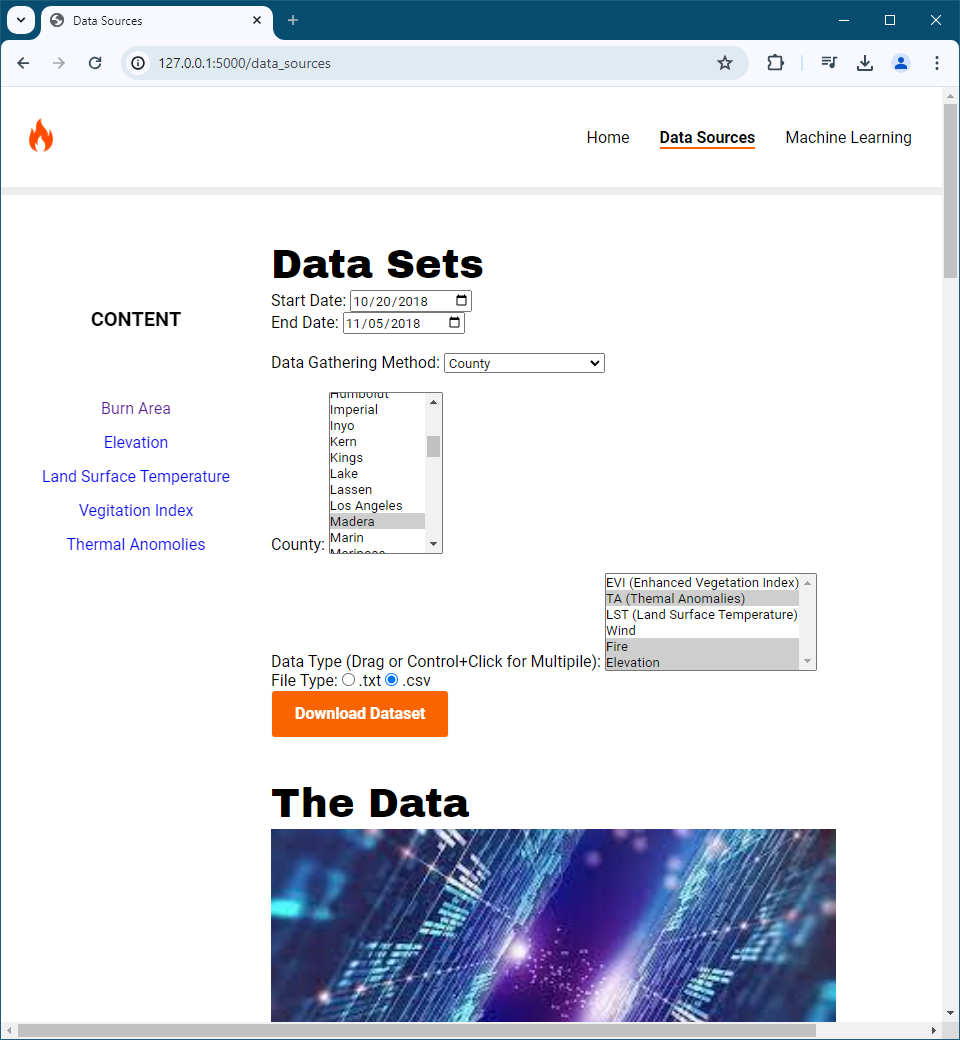 Data Sources
127.0.0.1:5000/data_sources
Home Data Sources Machine Learning
CONTENT
Burn Area
Elevation
Land Surface Temperature
Vegitation Index
Thermal Anomolies
Data Sets
Start Date: 10/20/2018
End Date: 11/05/2018
Data Gathering Method: County
Humboldt
Imperial
Inyo
Kern
Kings
Lake
Lassen
Los Angeles
Madera
Marin
Mariposa
County:
EVI (Enhanced Vegetation Index)
TA (Themal Anomalies)
LST (Land Surface Temperature)
Wind
Fire
Elevation
Data Type (Drag or Control+Click for Multipile):
File Type: .txt .csv
Download Dataset
The Data